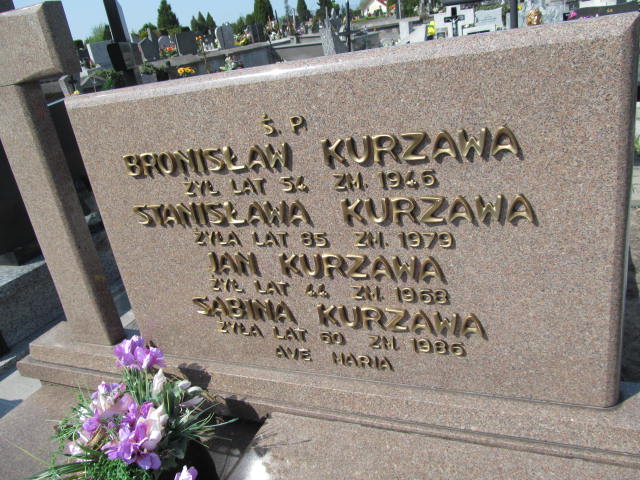 Ś. P
BRONISŁAW KURZAWA
ŻYŁ LAT 54 ZM. 1946
STANISŁAWA KURZAWA
ŻYŁA LAT 85 ZM. 1979
JAN KURZAWA
ŻYŁ LAT 44 ZM. 1968
SABINA KURZAWA
ŻYŁA LAT 60 ZM. 1986
AVE MARIA